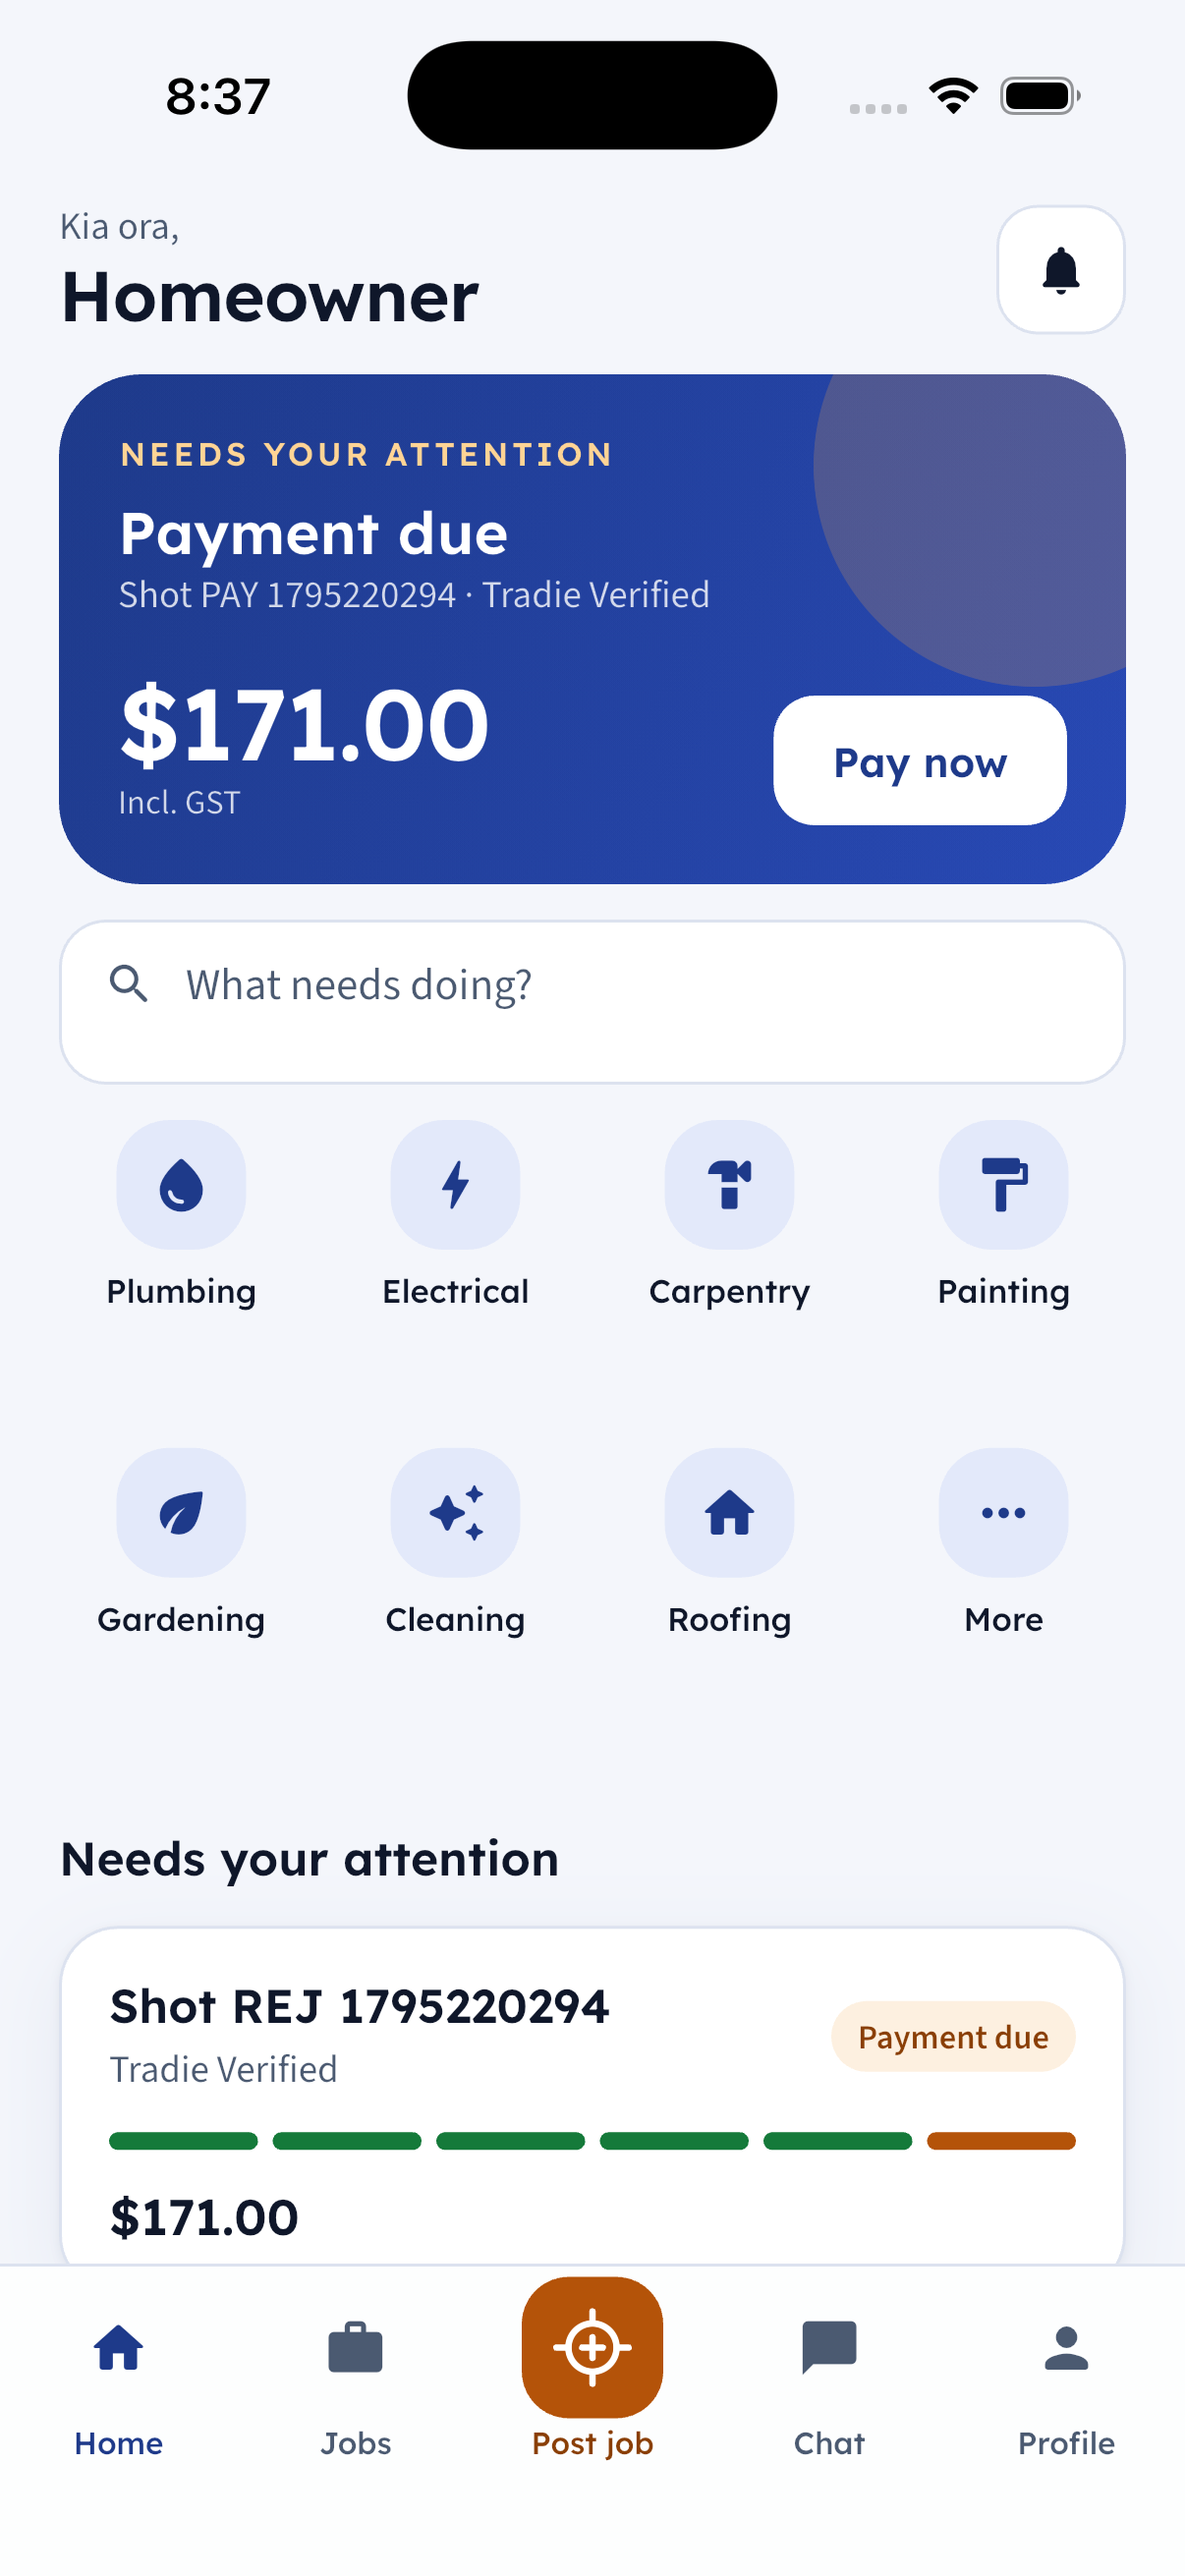 8:37
Kia ora,
Homeowner
NEEDS YOUR ATTENTION
Payment due
Shot PAY 1795220294 · Tradie Verified
$171.00
Incl. GST
Pay now
What needs doing?
Plumbing
Electrical
Carpentry
Painting
Gardening
Cleaning
Roofing
More
Needs your attention
Shot REJ 1795220294
Payment due
Tradie Verified
$171.00
Home
Jobs
Post job
Chat
Profile